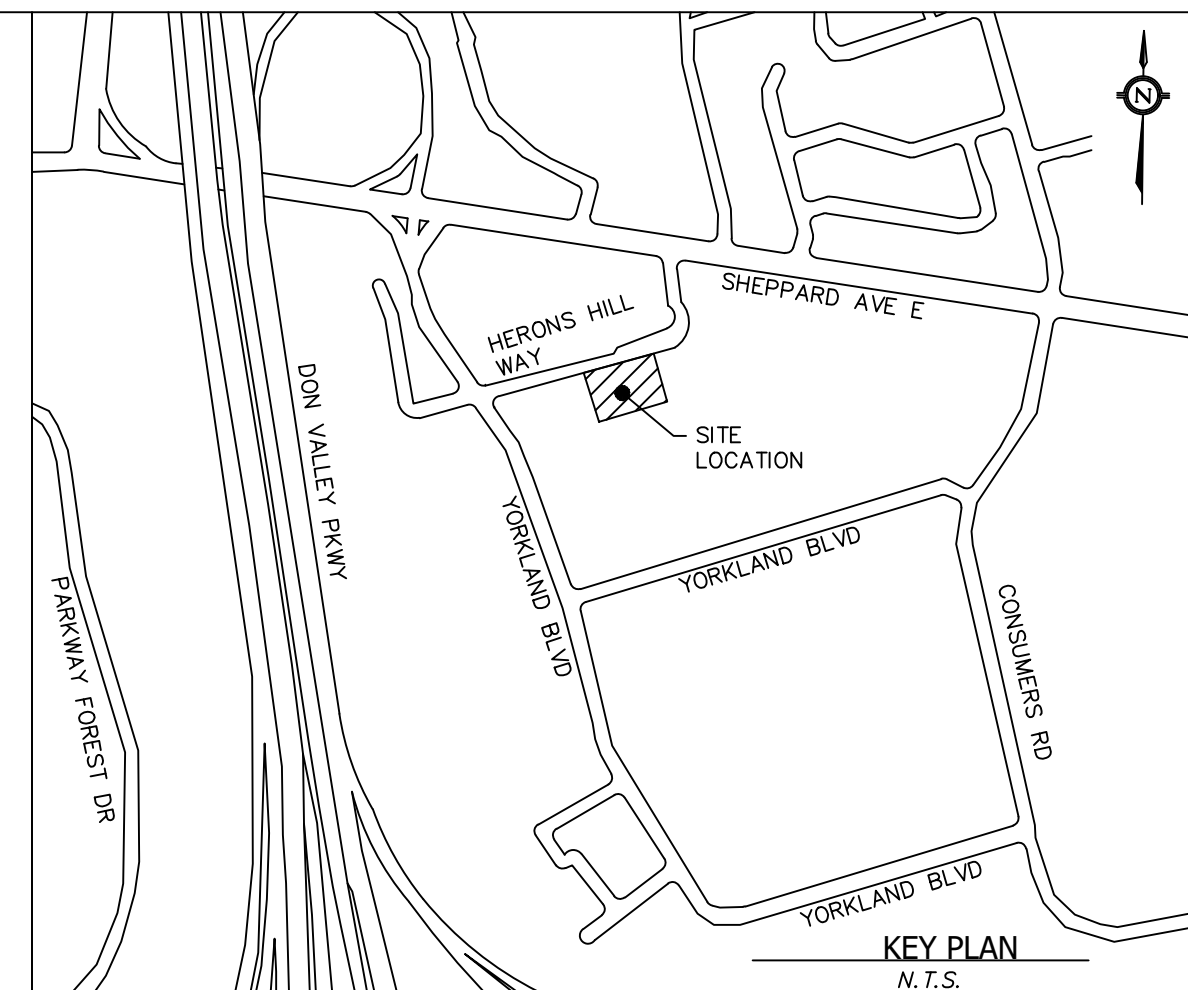 N
SHEPPARD AVE E
HERONS HILL
WAY
DON VALLEY PKWY
SITE
LOCATION
YORKLAND BLVD
YORKLAND BLVD
PARKWAY FOREST DR
CONSUMERS RD
YORKLAND BLVD
KEY PLAN
N.T.S.